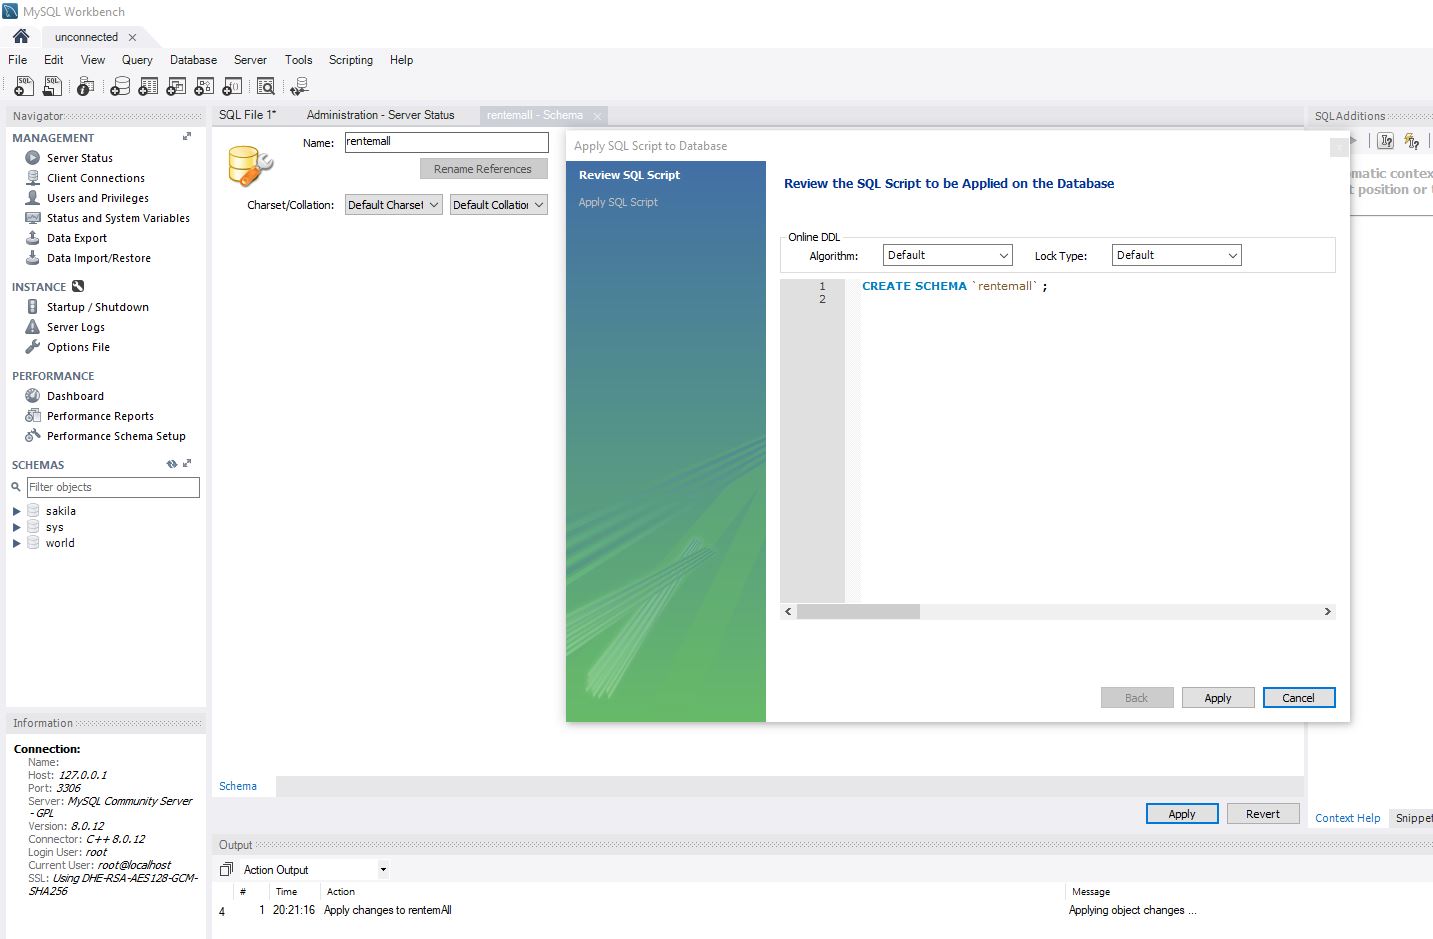 MySQL Workbench
unconnected
File Edit View Query Database Server Tools Scripting Help
Navigator
MANAGEMENT
Server Status
Client Connections
Users and Privileges
Status and System Variables
Data Export
Data Import/Restore
INSTANCE
Startup / Shutdown
Server Logs
Options File
PERFORMANCE
Dashboard
Performance Reports
Performance Schema Setup
SCHEMAS
Filter objects
sakila
sys
world
Information
Connection:
Name:
Host: 127.0.0.1
Port: 3306
Server: MySQL Community Server
- GPL
Version: 8.0.12
Connector: C++ 8.0.12
Login User: root
Current User: root@localhost
SSL: Using DHE-RSA-AES128-GCM-
SHA256
SQL File 1* Administration - Server Status rentemall - Schema
Name: rentemall
Rename References
Charset/Collation: Default Charset Default Collation
Apply SQL Script to Database
Review SQL Script
Apply SQL Script
Review the SQL Script to be Applied on the Database
Online DDL
Algorithm: Default Lock Type: Default
1 CREATE SCHEMA `rentemall` ;
2
Back Apply Cancel
Schema
Apply Revert
SQLAdditions
omatic contex
t position or t
Context Help Snippet
Output
Action Output
# Time Action Message
4 1 20:21:16 Apply changes to rentemAll Applying object changes ...